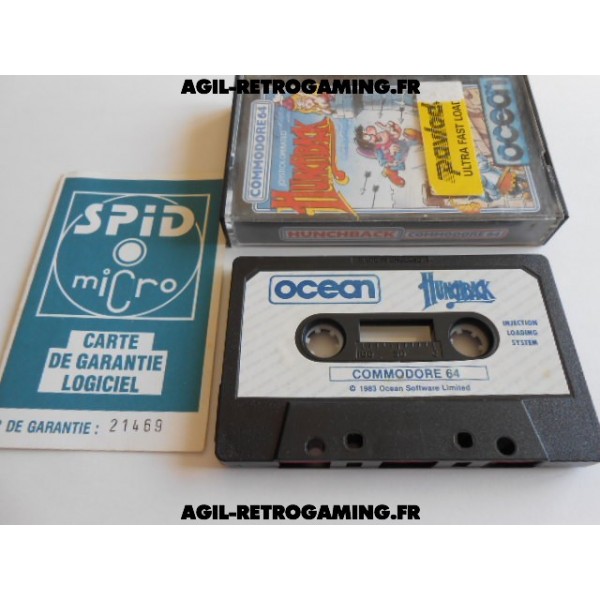 AGIL-RETROGAMING.FR
COMMODORE 64
HUNCHBACK
ocean
ULTRA FAST LOAD
HUNCHBACK COMMODORE 64
SPiD
micro
CARTE
DE GARANTIE
LOGICIEL
DE GARANTIE : 21469
ocean
HUNCHBACK
INJECTION
LOADING
SYSTEM
COMMODORE 64
© 1983 Ocean Software Limited
AGIL-RETROGAMING.FR